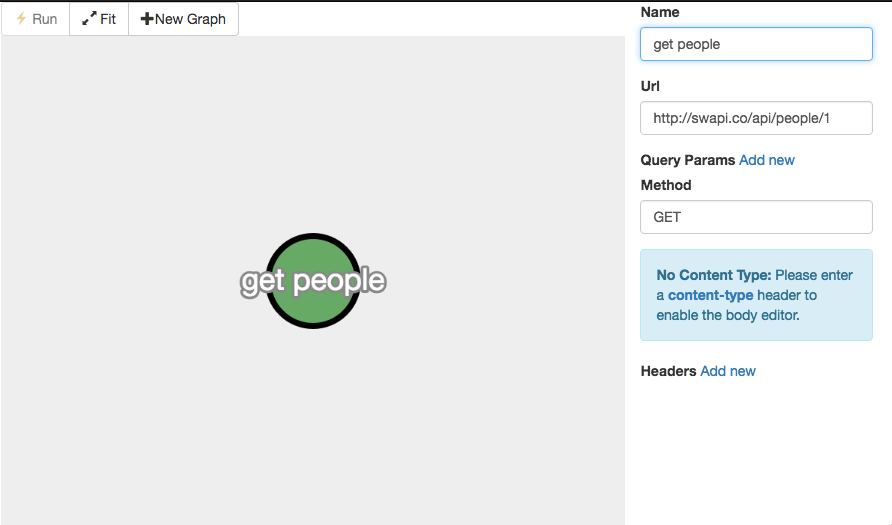 Run
Fit
New Graph
get people
Name
get people
Url
http://swapi.co/api/people/1
Query Params Add new
Method
GET
No Content Type: Please enter
a content-type header to
enable the body editor.
Headers Add new